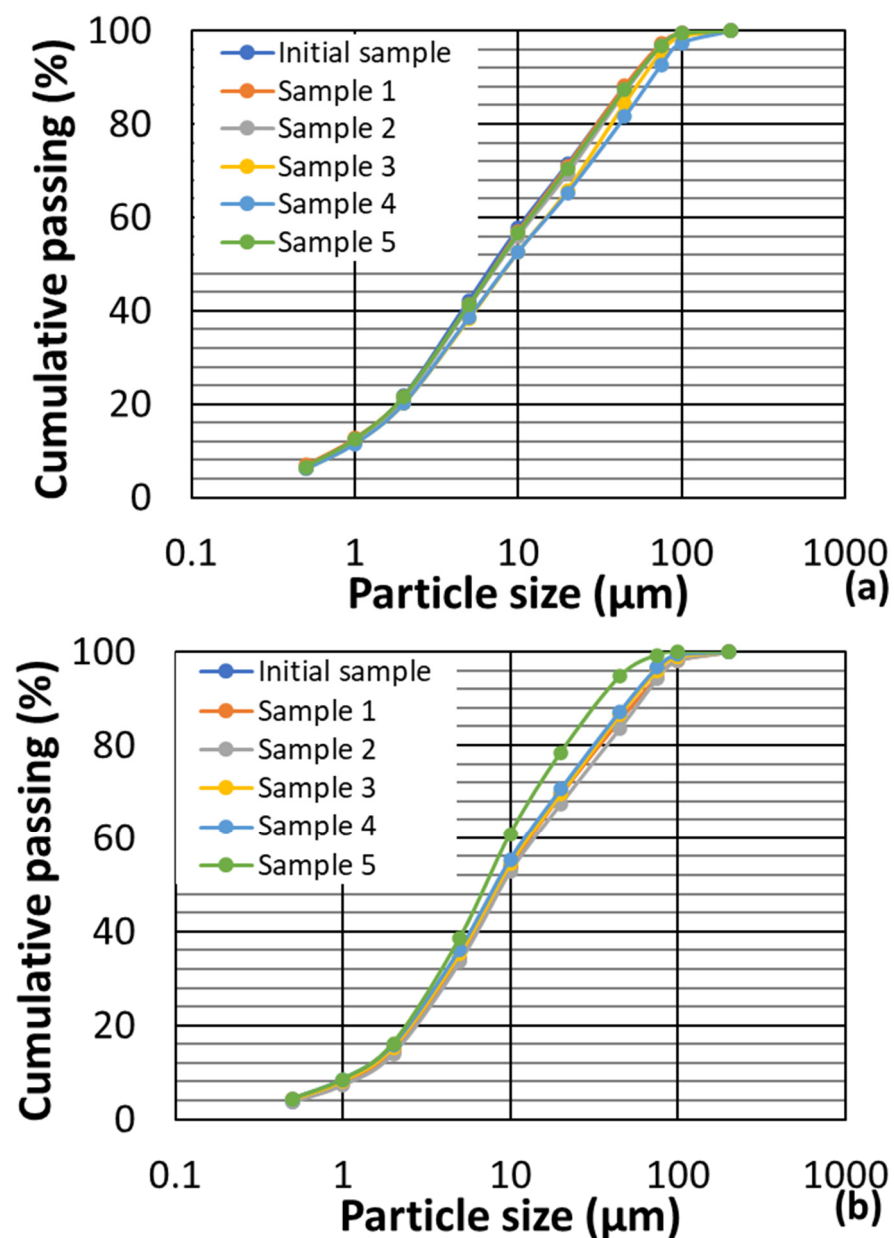 Cumulative passing (%)
100
80
60
40
20
0
Initial sample
Sample 1
Sample 2
Sample 3
Sample 4
Sample 5
0.1 1 10 100 1000
Particle size (μm)
(a)
Cumulative passing (%)
100
80
60
40
20
0
Initial sample
Sample 1
Sample 2
Sample 3
Sample 4
Sample 5
0.1 1 10 100 1000
Particle size (μm)
(b)